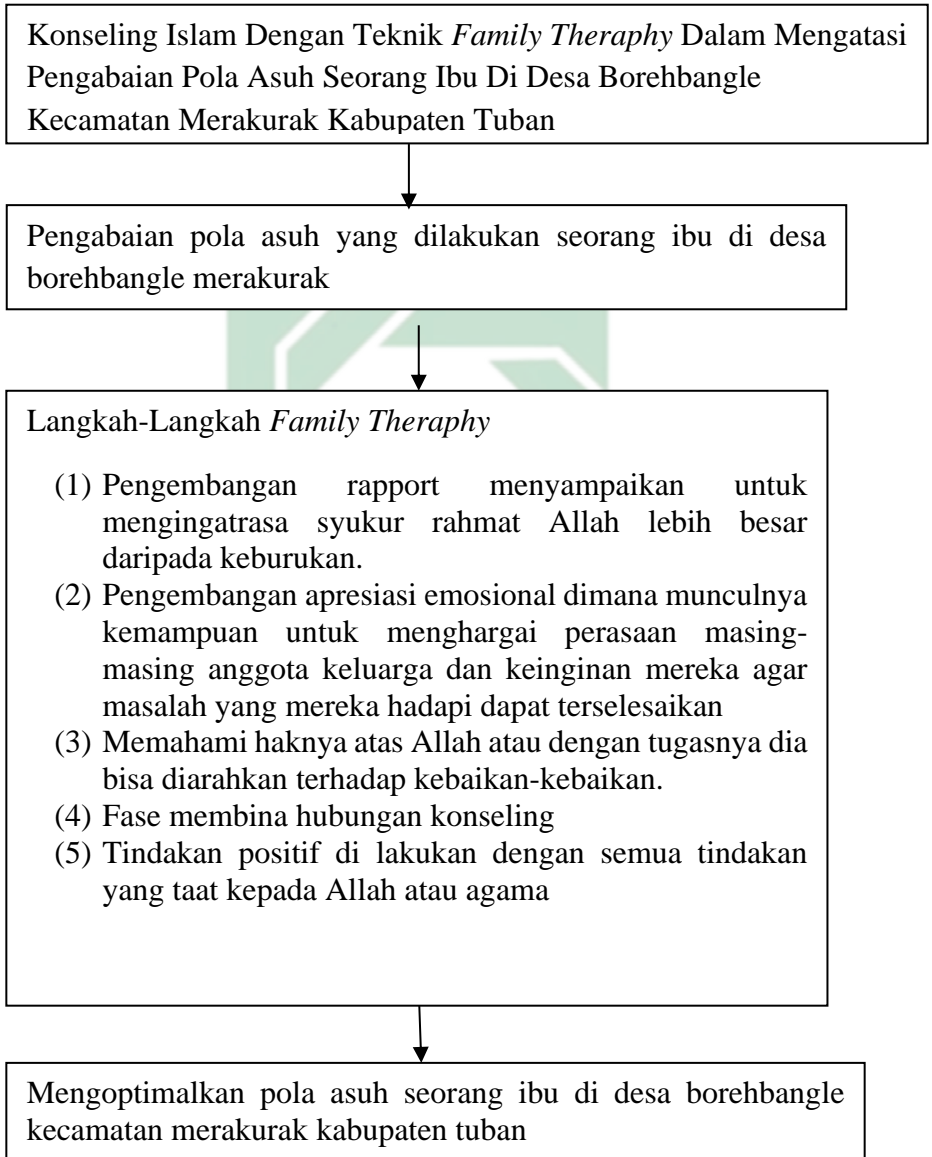 Konseling Islam Dengan Teknik Family Theraphy Dalam Mengatasi
Pengabaian Pola Asuh Seorang Ibu Di Desa Borehbangle
Kecamatan Merakurak Kabupaten Tuban
Pengabaian pola asuh yang dilakukan seorang ibu di desa
borehbangle merakurak
Langkah-Langkah Family Theraphy
(1) Pengembangan rapport menyampaikan untuk
mengingatrasa syukur rahmat Allah lebih besar
daripada keburukan.
(2) Pengembangan apresiasi emosional dimana munculnya
kemampuan untuk menghargai perasaan masing-
masing anggota keluarga dan keinginan mereka agar
masalah yang mereka hadapi dapat terselesaikan
(3) Memahami haknya atas Allah atau dengan tugasnya dia
bisa diarahkan terhadap kebaikan-kebaikan.
(4) Fase membina hubungan konseling
(5) Tindakan positif di lakukan dengan semua tindakan
yang taat kepada Allah atau agama
Mengoptimalkan pola asuh seorang ibu di desa borehbangle
kecamatan merakurak kabupaten tuban